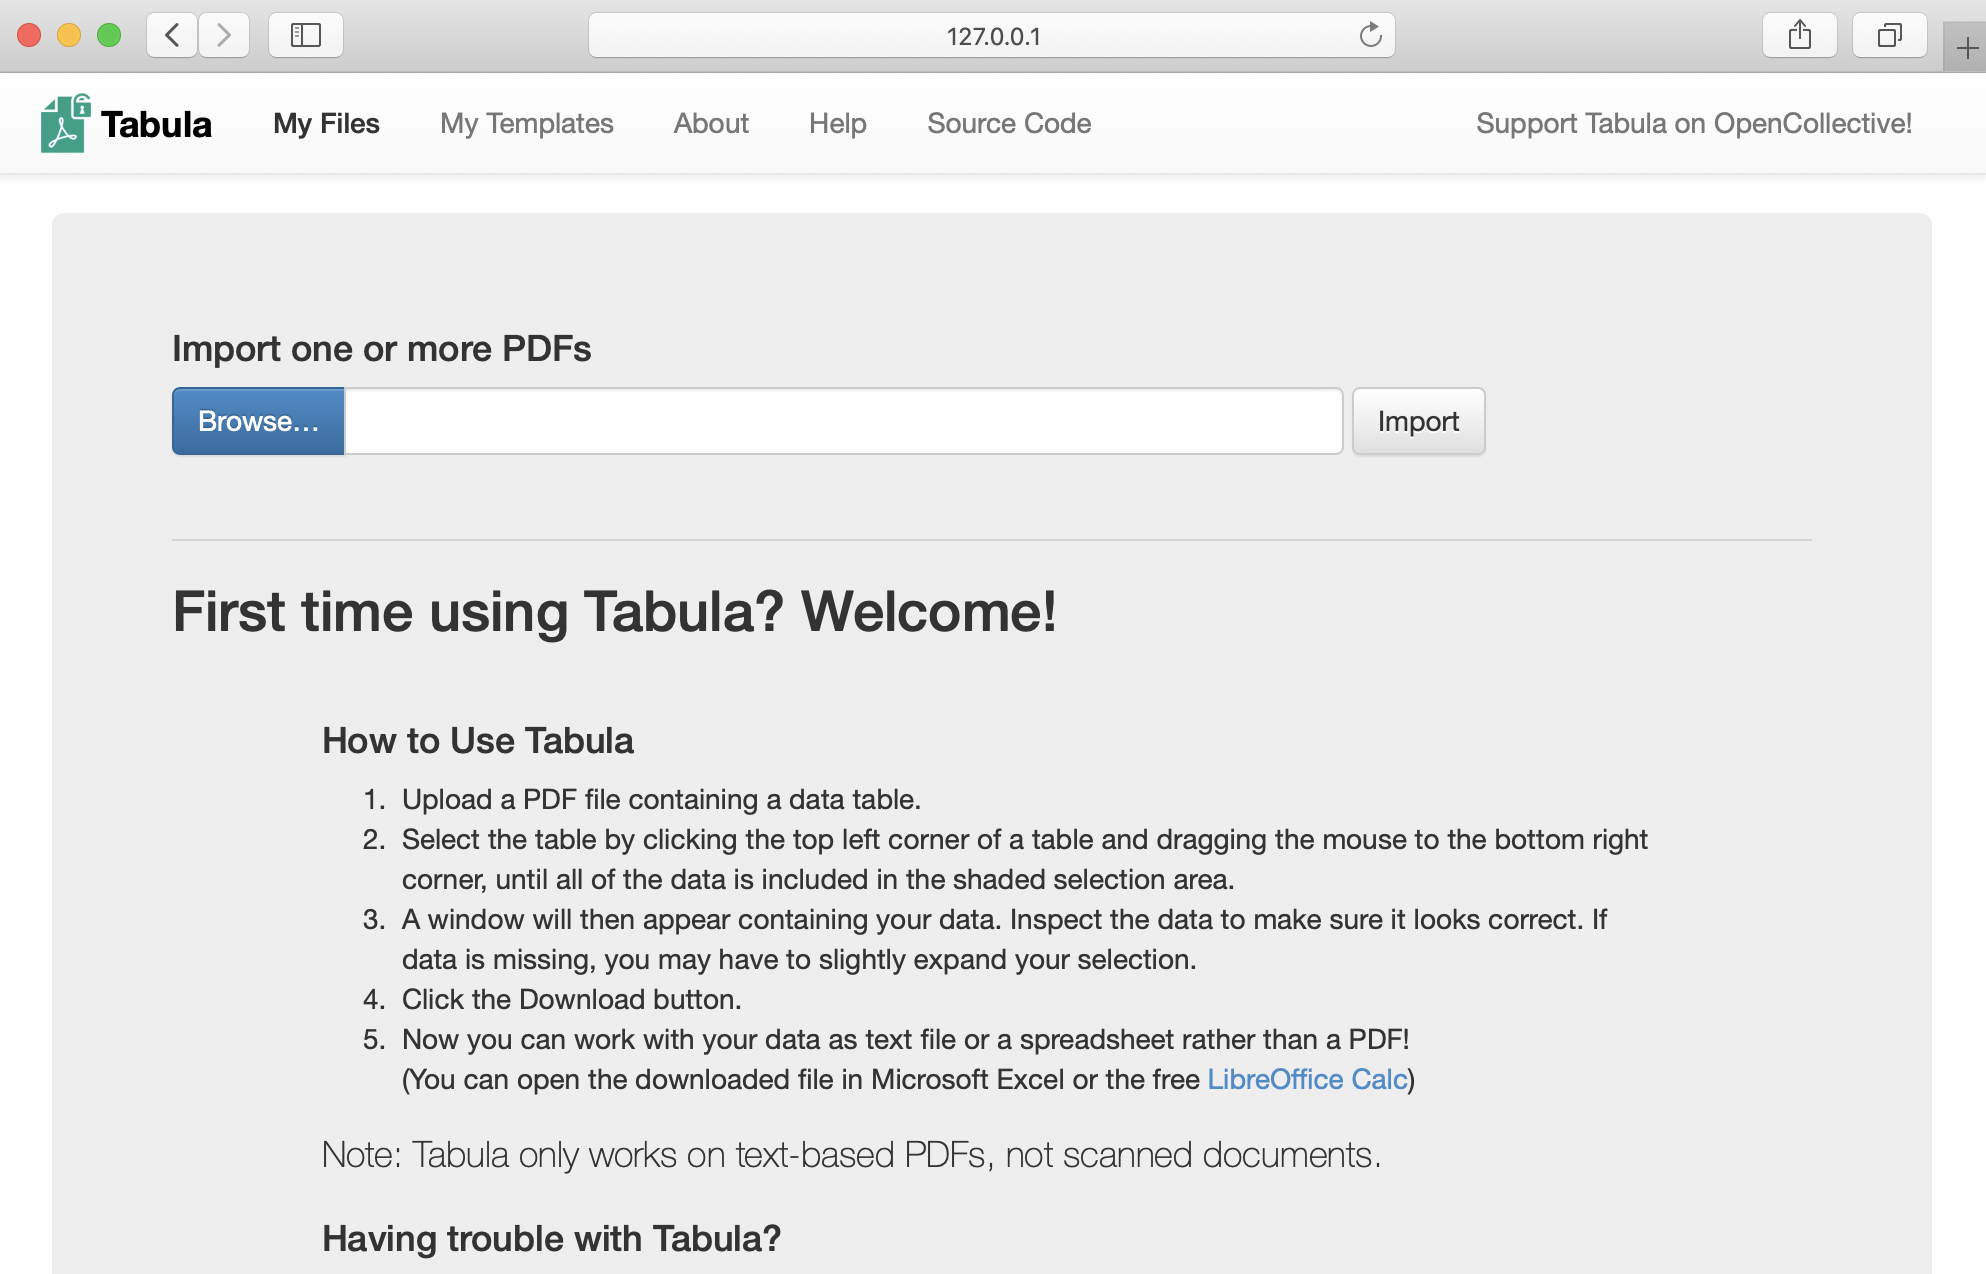 127.0.0.1
Tabula My Files My Templates About Help Source Code Support Tabula on OpenCollective!
Import one or more PDFs
Browse... Import
First time using Tabula? Welcome!
How to Use Tabula
1. Upload a PDF file containing a data table.
2. Select the table by clicking the top left corner of a table and dragging the mouse to the bottom right
corner, until all of the data is included in the shaded selection area.
3. A window will then appear containing your data. Inspect the data to make sure it looks correct. If
data is missing, you may have to slightly expand your selection.
4. Click the Download button.
5. Now you can work with your data as text file or a spreadsheet rather than a PDF!
(You can open the downloaded file in Microsoft Excel or the free LibreOffice Calc)
Note: Tabula only works on text-based PDFs, not scanned documents.
Having trouble with Tabula?